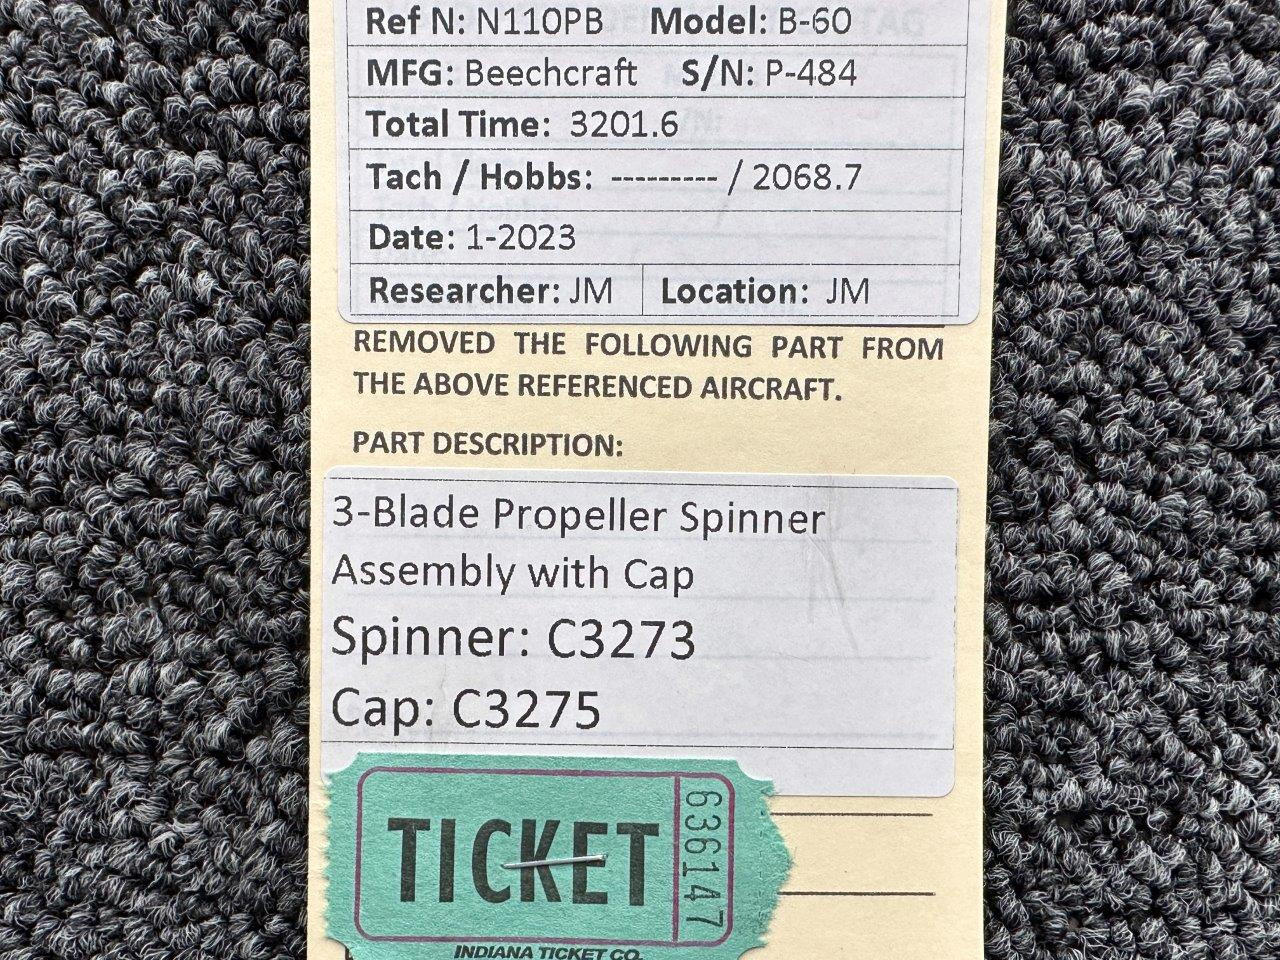 Ref N: N110PB Model: B-60
MFG: Beechcraft S/N: P-484
Total Time: 3201.6
Tach / Hobbs: --------- / 2068.7
Date: 1-2023
Researcher: JM Location: JM
REMOVED THE FOLLOWING PART FROM
THE ABOVE REFERENCED AIRCRAFT.
PART DESCRIPTION:
3-Blade Propeller Spinner
Assembly with Cap
Spinner: C3273
Cap: C3275
TICKET
636147
INDIANA TICKET CO.